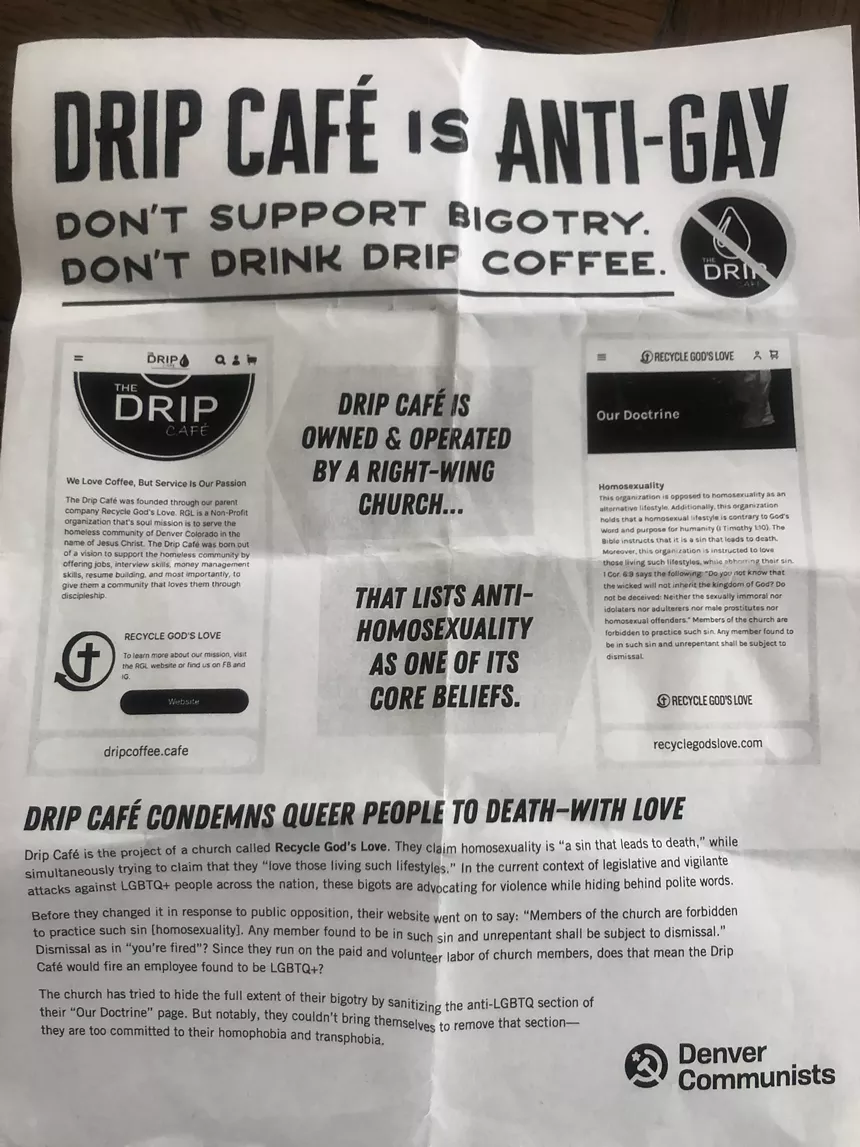 DRIP CAFÉ IS ANTI-GAY
DON'T SUPPORT BIGOTRY.
DON'T DRINK DRIP COFFEE.
THE
DRIP
CAFÉ
DRIP
THE
DRIP
CAFÉ
We Love Coffee, But Service Is Our Passion
The Drip Café was founded through our parent
company Recycle God's Love. RGL is a Non-Profit
organization that's soul mission is to serve the
homeless community of Denver Colorado in the
name of Jesus Christ. The Drip Café was born out
of a vision to support the homeless community by
offering jobs, interview skills, money management
skills, resume building, and most importantly, to
give them a community that loves them through
discipleship.
RECYCLE GOD'S LOVE
To learn more about our mission, visit
the RGL website or find us on FB and
IG.
Website
dripcoffee.cafe
DRIP CAFÉ IS
OWNED & OPERATED
BY A RIGHT-WING
CHURCH...
THAT LISTS ANTI-
HOMOSEXUALITY
AS ONE OF ITS
CORE BELIEFS.
RECYCLE GOD'S LOVE
Our Doctrine
Homosexuality
This organization is opposed to homosexuality as an
alternative lifestyle. Additionally, this organization
holds that a homosexual lifestyle is contrary to God's
Word and purpose for humanity (1 Timothy 1:10). The
Bible instructs that it is a sin that leads to death.
Moreover, this organization is instructed to love
those living such lifestyles, while abhorring their sin.
1 Cor. 6:9 says the following: "Do you not know that
the wicked will not inherit the kingdom of God? Do
not be deceived: Neither the sexually immoral nor
idolaters nor adulterers nor male prostitutes nor
homosexual offenders." Members of the church are
forbidden to practice such sin. Any member found to
be in such sin and unrepentant shall be subject to
dismissal.
RECYCLE GOD'S LOVE
recyclegodslove.com
DRIP CAFÉ CONDEMNS QUEER PEOPLE TO DEATH—WITH LOVE
Drip Café is the project of a church called Recycle God's Love. They claim homosexuality is "a sin that leads to death," while
simultaneously trying to claim that they "love those living such lifestyles." In the current context of legislative and vigilante
attacks against LGBTQ+ people across the nation, these bigots are advocating for violence while hiding behind polite words.
Before they changed it in response to public opposition, their website went on to say: "Members of the church are forbidden
to practice such sin [homosexuality]. Any member found to be in such sin and unrepentant shall be subject to dismissal."
Dismissal as in "you're fired"? Since they run on the paid and volunteer labor of church members, does that mean the Drip
Café would fire an employee found to be LGBTQ+?
The church has tried to hide the full extent of their bigotry by sanitizing the anti-LGBTQ section of
their "Our Doctrine" page. But notably, they couldn't bring themselves to remove that section—
they are too committed to their homophobia and transphobia.
Denver
Communists